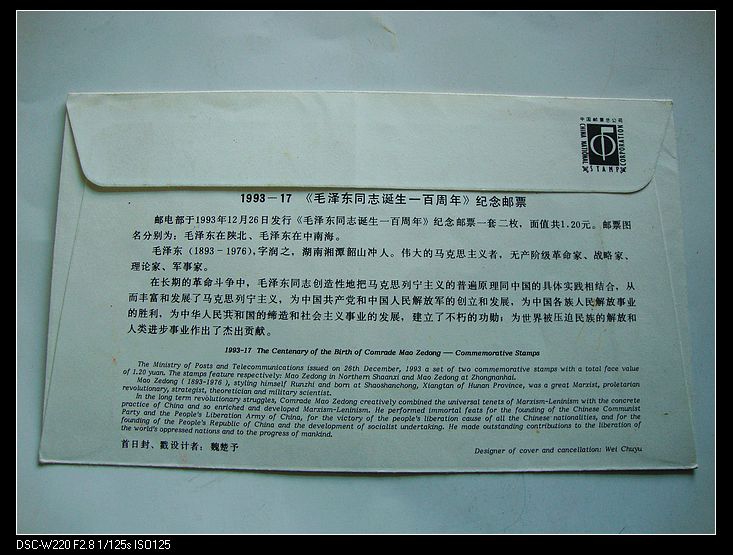 中国邮票总公司
CHINA NATIONAL
STAMP
CORPORATION
1993－17 《毛泽东同志诞生一百周年》纪念邮票
邮电部于1993年12月26日发行《毛泽东同志诞生一百周年》纪念邮票一套二枚，面值共1.20元。邮票图
名分别为：毛泽东在陕北、毛泽东在中南海。
毛泽东（1893－1976），字润之，湖南湘潭韶山冲人。伟大的马克思主义者，无产阶级革命家、战略家、
理论家、军事家。
在长期的革命斗争中，毛泽东同志创造性地把马克思列宁主义的普遍原理同中国的具体实践相结合，从
而丰富和发展了马克思列宁主义，为中国共产党和中国人民解放军的创立和发展，为中国各族人民解放事业
的胜利，为中华人民共和国的缔造和社会主义事业的发展，建立了不朽的功勋；为世界被压迫民族的解放和
人类进步事业作出了杰出贡献。
1993-17 The Centenary of the Birth of Comrade Mao Zedong — Commemorative Stamps
The Ministry of Posts and Telecommunications issued on 26th December, 1993 a set of two commemorative stamps with a total face value
of 1.20 yuan. The stamps feature respectively: Mao Zedong in Northern Shaanxi and Mao Zedong at Zhongnanhai.
Mao Zedong ( 1893-1976 ), styling himself Runzhi and born at Shaoshanchong, Xiangtan of Hunan Province, was a great Marxist, proletarian
revolutionary, strategist, theoretician and military scientist.
In the long term revolutionary struggles, Comrade Mao Zedong creatively combined the universal tenets of Marxism-Leninism with the concrete
practice of China and so enriched and developed Marxism-Leninism. He performed immortal feats for the founding of the Chinese Communist
Party and the People's Liberation Army of China, for the victory of the people's liberation cause of all the Chinese nationalities, and for the
founding of the People's Republic of China and the development of socialist undertaking. He made outstanding contributions to the liberation of
the world's oppressed nations and to the progress of mankind.
首日封、戳设计者：魏楚予
Designer of cover and cancellation: Wei Chuyu
DSC-W220 F2.8 1/125s ISO125